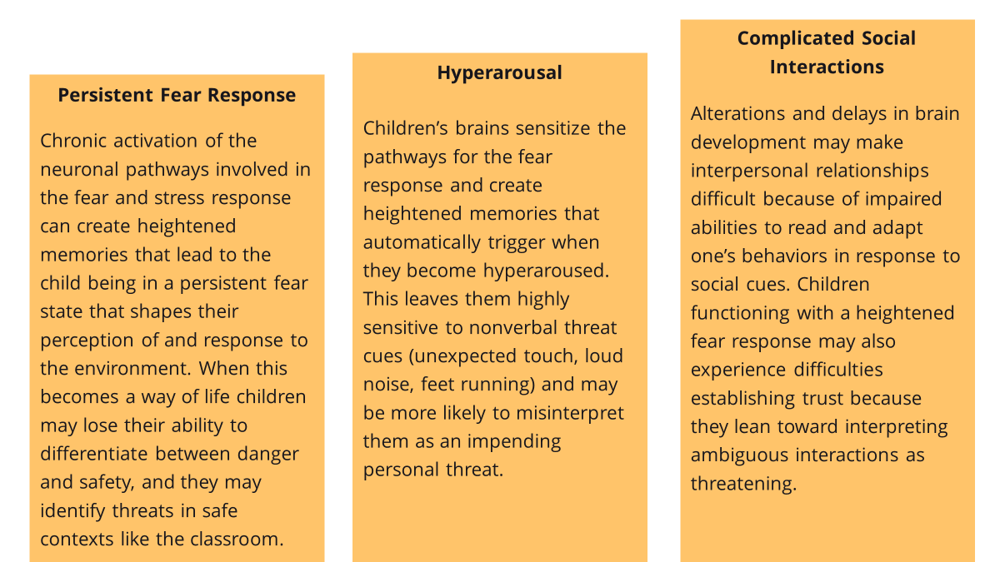 Persistent Fear Response
Chronic activation of the
neuronal pathways involved in
the fear and stress response
can create heightened
memories that lead to the
child being in a persistent fear
state that shapes their
perception of and response to
the environment. When this
becomes a way of life children
may lose their ability to
differentiate between danger
and safety, and they may
identify threats in safe
contexts like the classroom.
Hyperarousal
Children’s brains sensitize the
pathways for the fear
response and create
heightened memories that
automatically trigger when
they become hyperaroused.
This leaves them highly
sensitive to nonverbal threat
cues (unexpected touch, loud
noise, feet running) and may
be more likely to misinterpret
them as an impending
personal threat.
Complicated Social
Interactions
Alterations and delays in brain
development may make
interpersonal relationships
difficult because of impaired
abilities to read and adapt
one’s behaviors in response to
social cues. Children
functioning with a heightened
fear response may also
experience difficulties
establishing trust because
they lean toward interpreting
ambiguous interactions as
threatening.